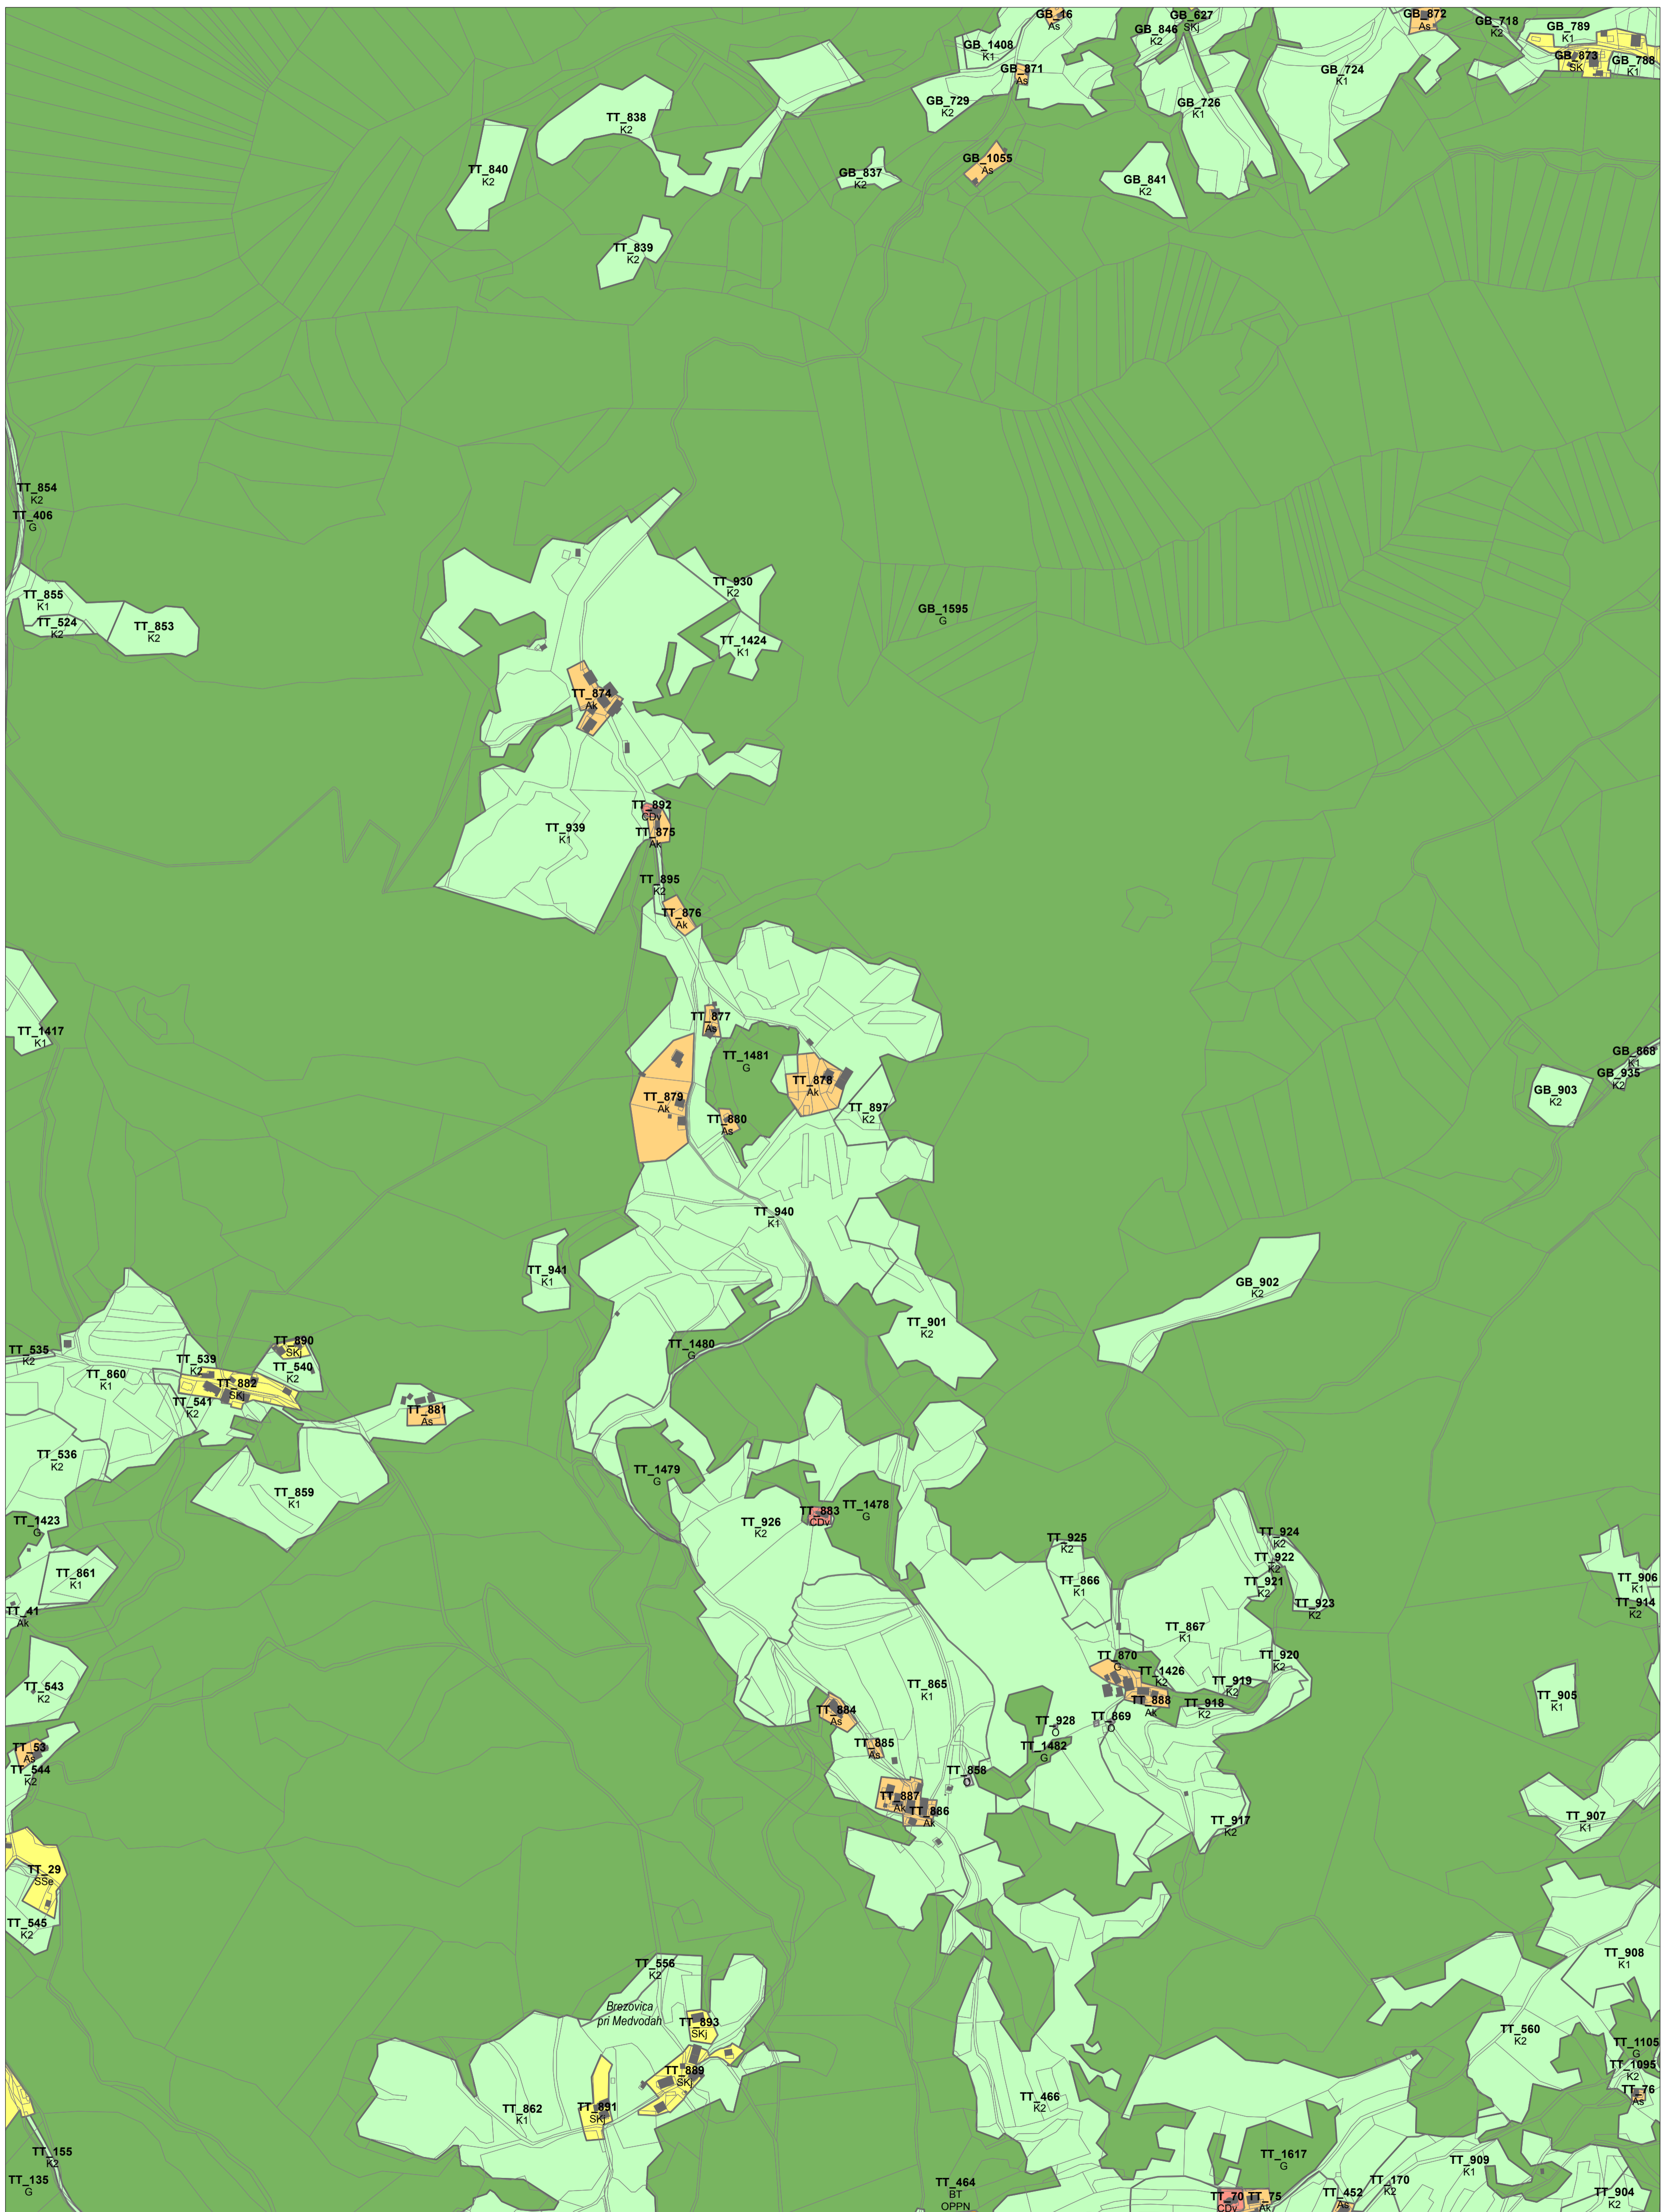 GB_16
As
GB_627
SKj
GB_872
As
GB_718
K2
GB_789
K1
GB_846
K2
GB_1408
K1
GB_873
SK
GB_788
K1
GB_871
As
GB_724
K1
GB_729
K2
GB_726
K1
TT_838
K2
TT_840
K2
GB_837
K2
GB_1055
As
GB_841
K2
TT_839
K2
TT_854
K2
TT_406
G
TT_855
K1
TT_524
K2
TT_853
K2
TT_930
K2
GB_1595
G
TT_1424
K1
TT_874
Ak
TT_892
CDv
TT_939
K1
TT_875
Ak
TT_895
K2
TT_876
Ak
TT_1417
K1
TT_877
As
TT_1481
G
TT_878
Ak
TT_879
Ak
TT_897
K2
TT_880
As
GB_868
K1
GB_935
K2
GB_903
K2
TT_940
K1
TT_941
K1
GB_902
K2
TT_901
K2
TT_1480
G
TT_535
K2
TT_539
K2
TT_890
SKj
TT_540
K2
TT_860
K1
TT_882
SKj
TT_541
K2
TT_881
As
TT_536
K2
TT_859
K1
TT_1479
G
TT_926
K2
TT_883
CDv
TT_1478
G
TT_1423
G
TT_861
K1
TT_41
Ak
TT_925
K2
TT_866
K1
TT_924
K2
TT_922
K2
TT_921
K2
TT_923
K2
TT_906
K1
TT_914
K2
TT_867
K1
TT_870
G
TT_1426
K2
TT_920
K2
TT_919
K2
TT_918
K2
TT_888
Ak
TT_865
K1
TT_869
O
TT_928
O
TT_1482
G
TT_905
K1
TT_543
K2
TT_53
As
TT_544
K2
TT_884
As
TT_885
As
TT_858
O
TT_887
Ak
TT_886
Ak
TT_917
K2
TT_907
K1
TT_29
SSe
TT_545
K2
TT_556
K2
Brezovica
pri Medvodah
TT_893
SKj
TT_889
SKj
TT_891
SKj
TT_862
K1
TT_908
K1
TT_560
K2
TT_1105
G
TT_1095
K2
TT_76
As
TT_466
K2
TT_155
K2
TT_135
G
TT_464
BT
OPPN
TT_1617
G
TT_70
CDv
TT_75
Ak
TT_452
As
TT_170
K2
TT_909
K1
TT_904
K2